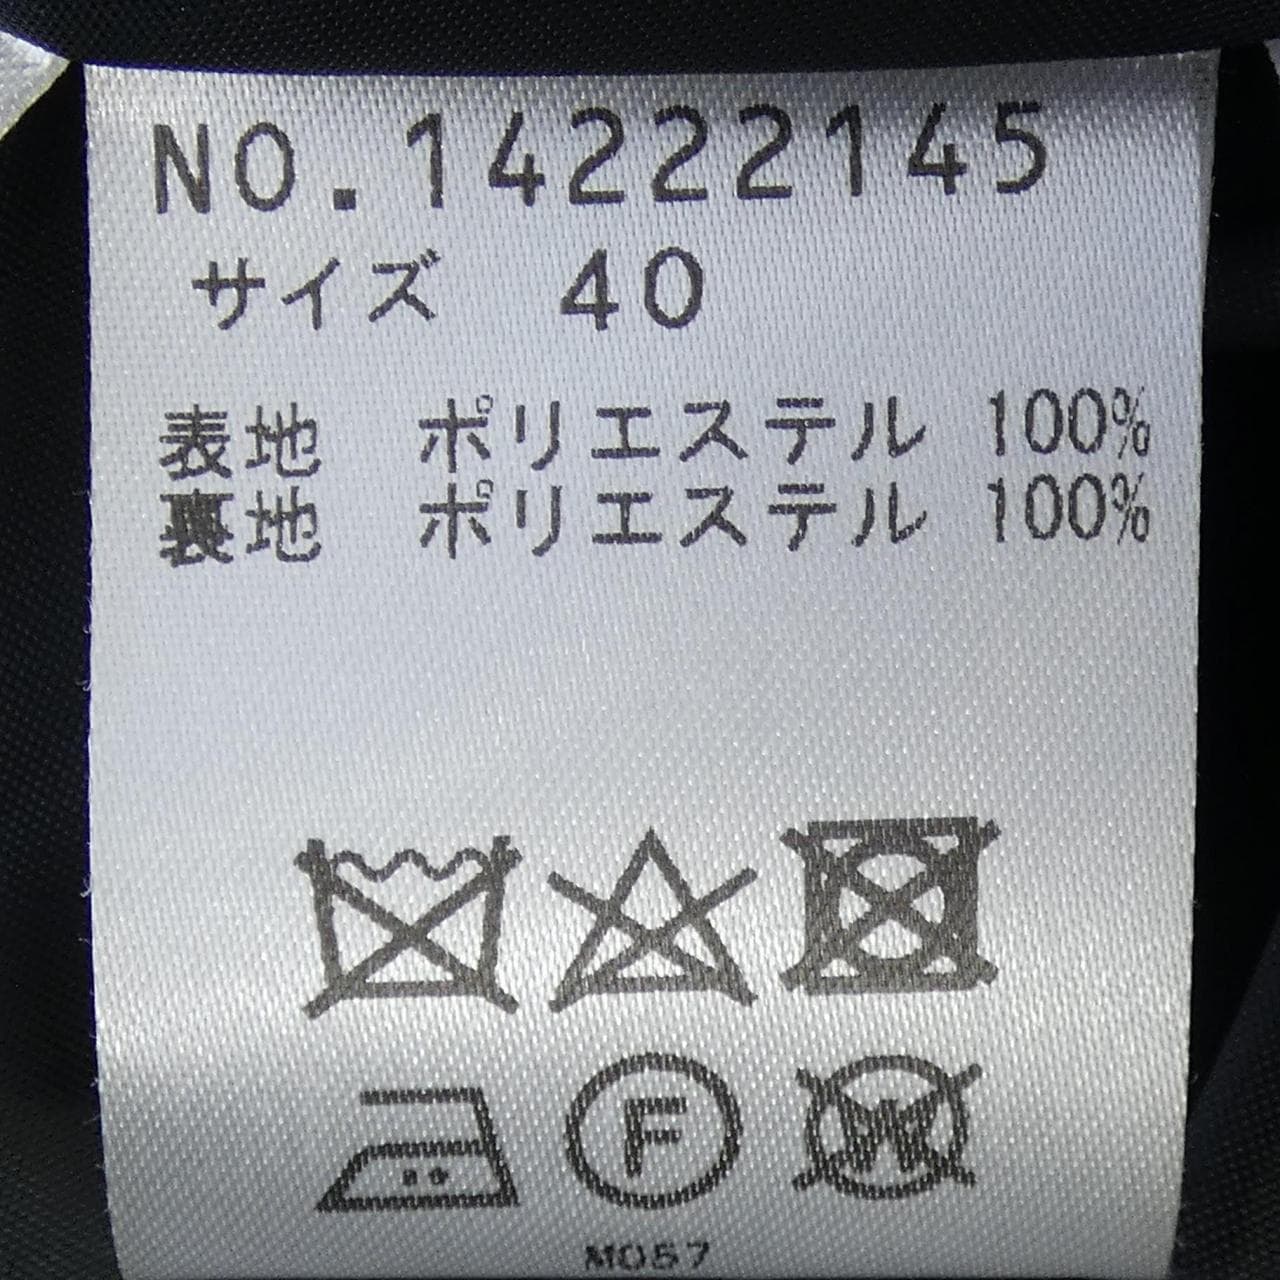 NO.14222145
サイズ 40
表地 ポリエステル 100%
裏地 ポリエステル 100%
F W
M057